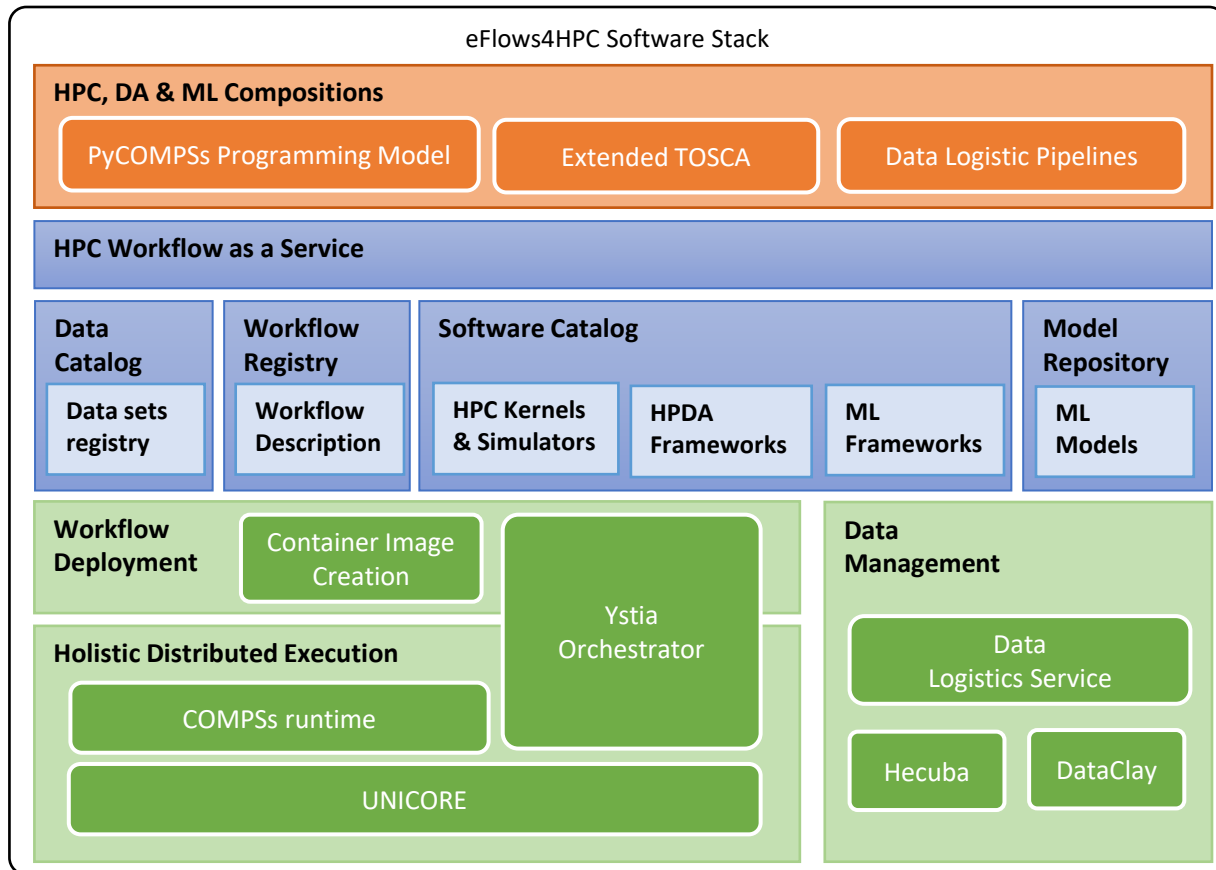 eFlows4HPC Software Stack
HPC, DA & ML Compositions
PyCOMPSs Programming Model
Extended TOSCA
Data Logistic Pipelines
HPC Workflow as a Service
Data
Catalog
Data sets
registry
Workflow
Registry
Workflow
Description
Software Catalog
HPC Kernels
& Simulators
HPDA
Frameworks
ML
Frameworks
Model
Repository
ML
Models
Workflow
Deployment
Container Image
Creation
Ystia
Orchestrator
Holistic Distributed Execution
COMPSs runtime
UNICORE
Data
Management
Data
Logistics Service
Hecuba
DataClay